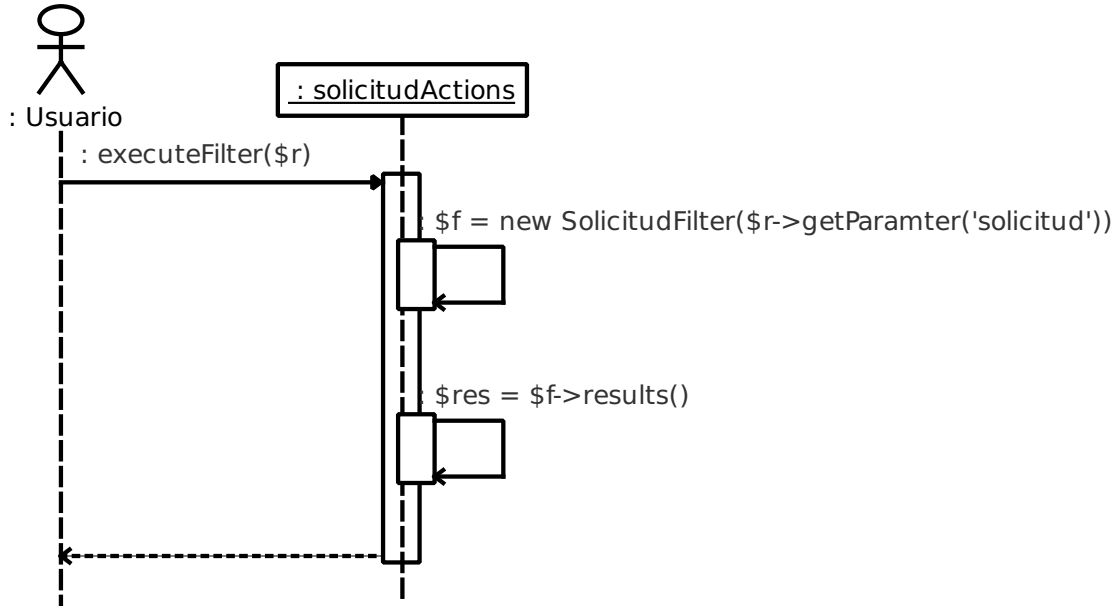 : solicitudActions
: Usuario
: executeFilter($r)
: $f = new SolicitudFilter($r->getParamter('solicitud'))
: $res = $f->results()